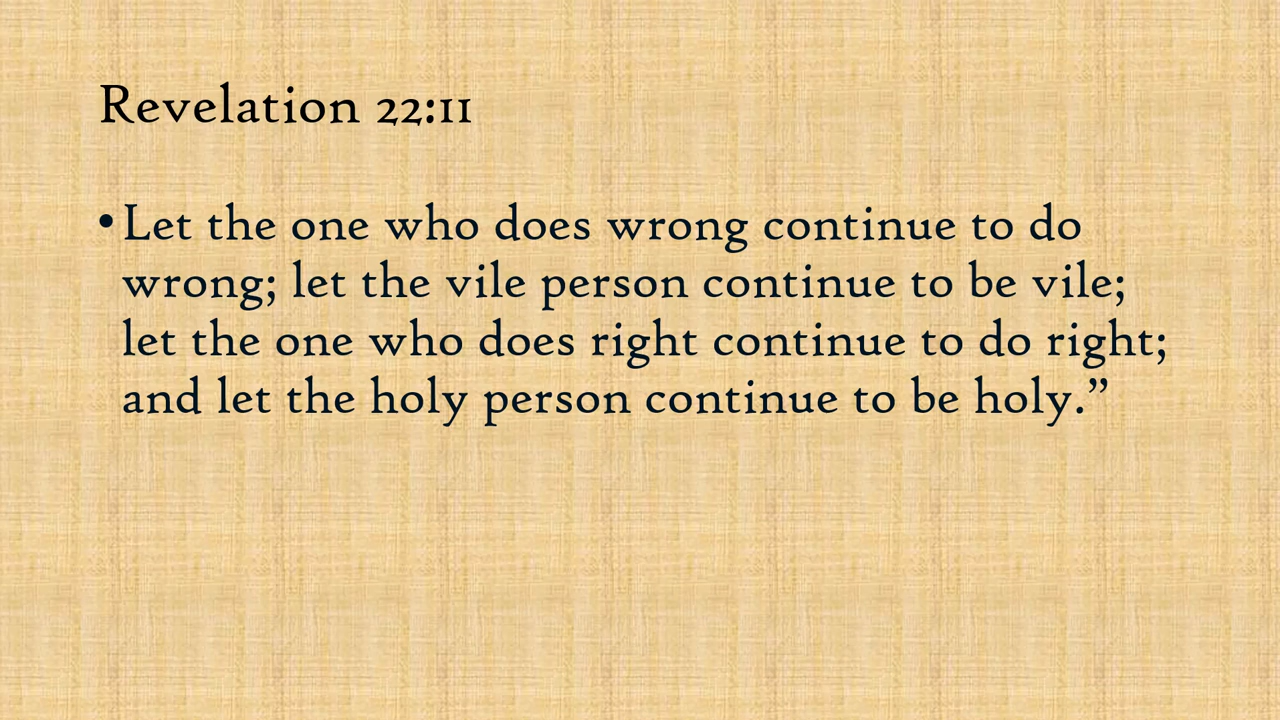 Revelation 22:11
• Let the one who does wrong continue to do
wrong; let the vile person continue to be vile;
let the one who does right continue to do right;
and let the holy person continue to be holy.”